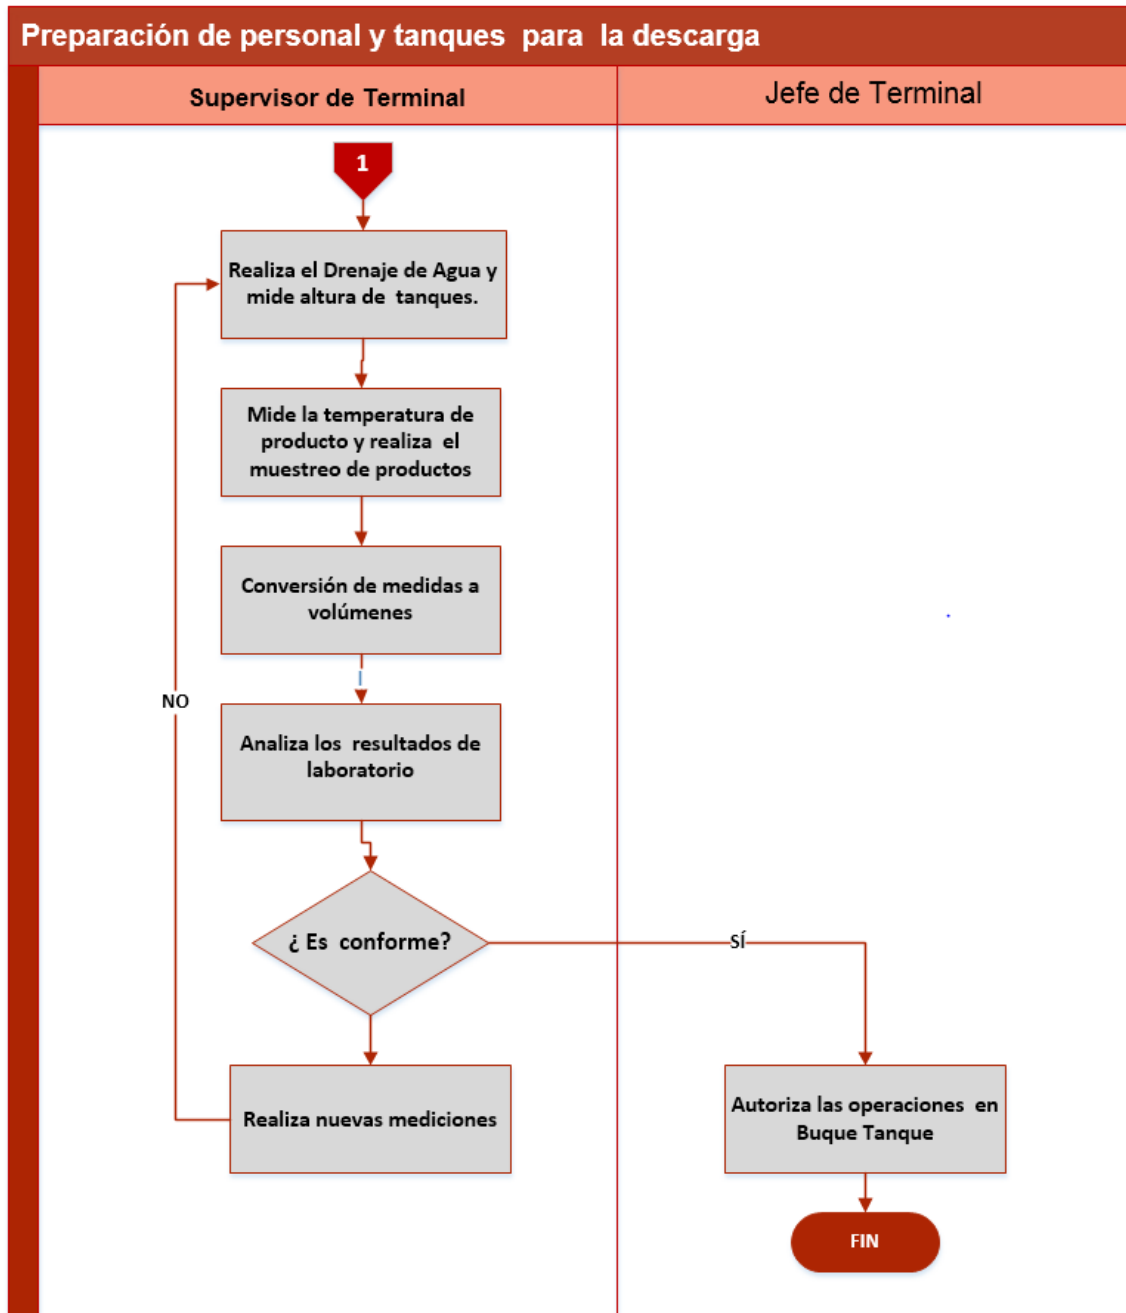 Preparación de personal y tanques para la descarga
Supervisor de Terminal
Jefe de Terminal
1
Realiza el Drenaje de Agua y
mide altura de tanques.
Mide la temperatura de
producto y realiza el
muestreo de productos
Conversión de medidas a
volúmenes
NO
Analiza los resultados de
laboratorio
¿ Es conforme?
SÍ
Realiza nuevas mediciones
Autoriza las operaciones en
Buque Tanque
FIN